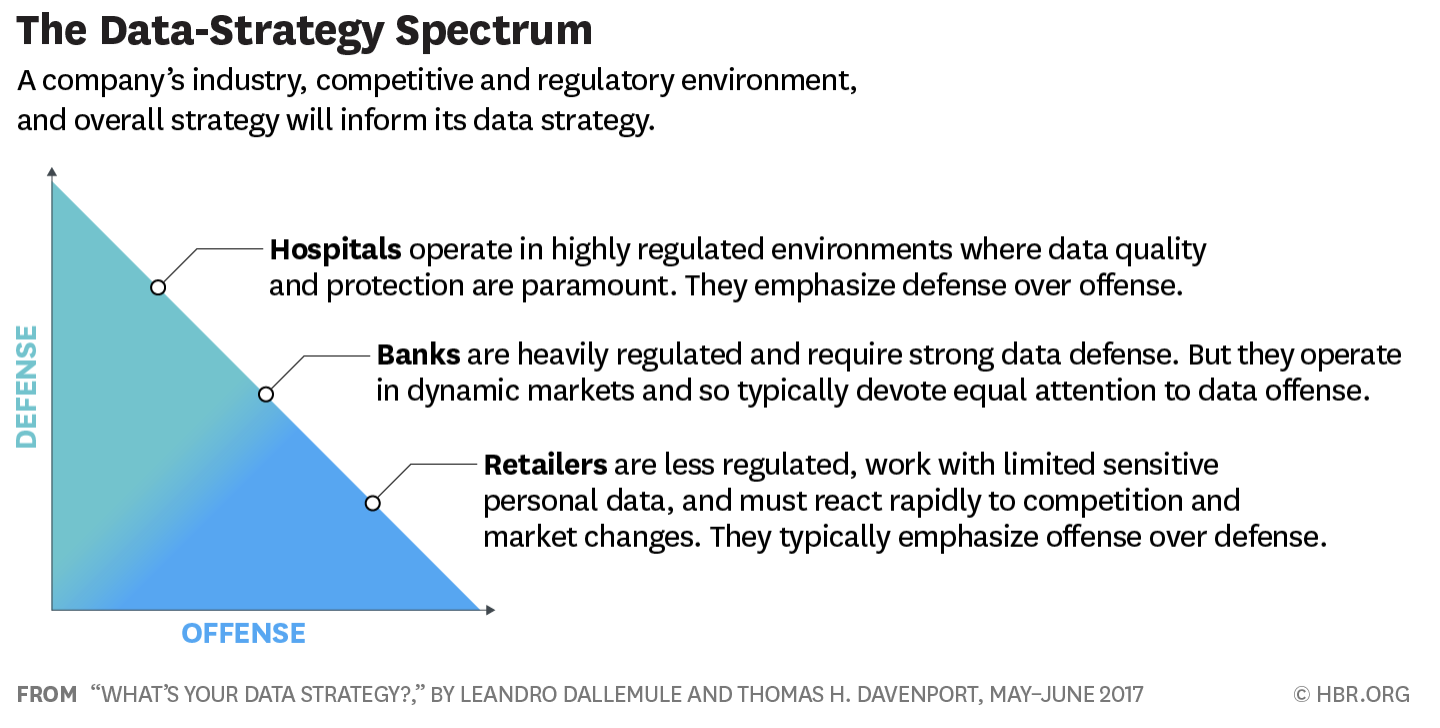 The Data-Strategy Spectrum
A company’s industry, competitive and regulatory environment,
and overall strategy will inform its data strategy.
Hospitals operate in highly regulated environments where data quality
and protection are paramount. They emphasize defense over offense.
DEFENSE
Banks are heavily regulated and require strong data defense. But they operate
in dynamic markets and so typically devote equal attention to data offense.
Retailers are less regulated, work with limited sensitive
personal data, and must react rapidly to competition and
market changes. They typically emphasize offense over defense.
OFFENSE
FROM “WHAT’S YOUR DATA STRATEGY?,” BY LEANDRO DALLEMULE AND THOMAS H. DAVENPORT, MAY–JUNE 2017
© HBR.ORG